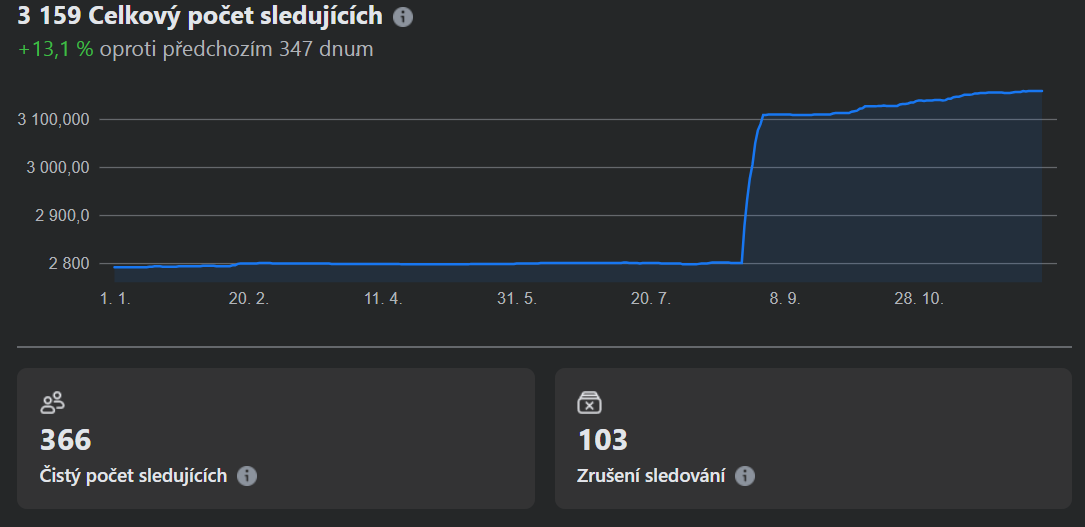 3 159 Celkový počet sledujících
+13,1 % oproti předchozím 347 dnum
3 100,000
3 000,00
2 900,0
2 800
1. 1. 20. 2. 11. 4. 31. 5. 20. 7. 8. 9. 28. 10.
366
Čistý počet sledujících
103
Zrušení sledování